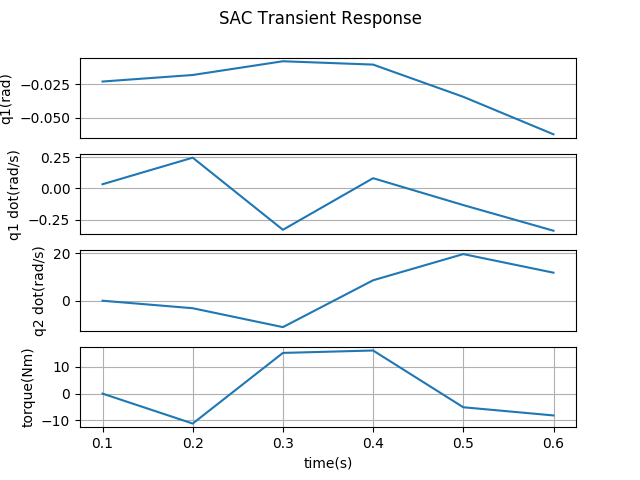 SAC Transient Response
q1(rad)
−0.025
−0.050
q1 dot(rad/s)
0.25
0.00
−0.25
q2 dot(rad/s)
20
0
torque(Nm)
10
0
−10
0.1 0.2 0.3 0.4 0.5 0.6
time(s)